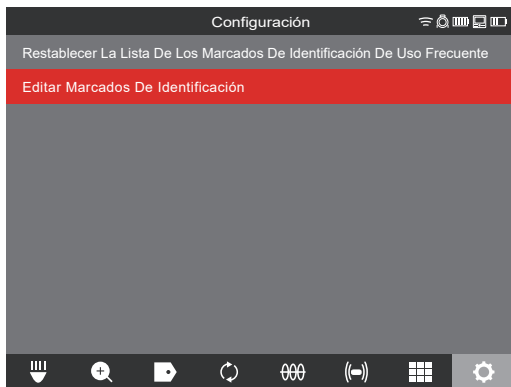 Configuración
Restablecer La Lista De Los Marcados De Identificación De Uso Frecuente
Editar Marcados De Identificación